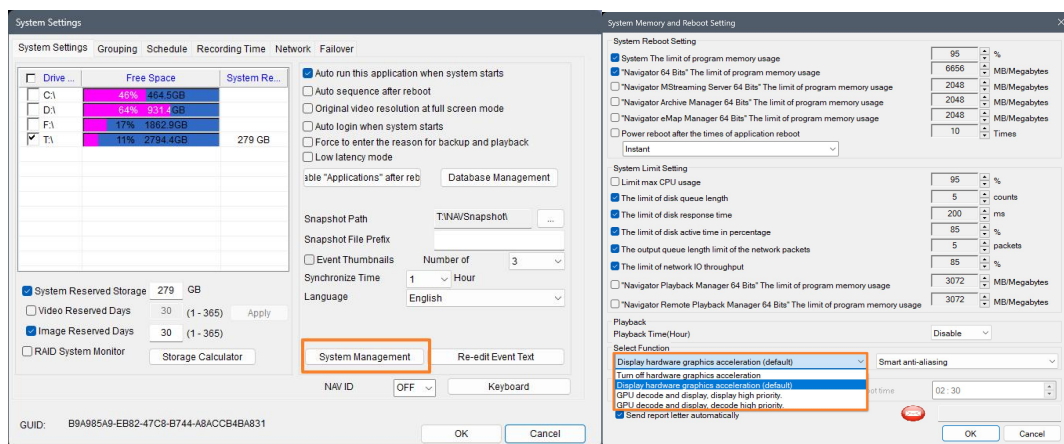 System Settings
System Settings Grouping Schedule Recording Time Network Failover
Drive ... Free Space System Re...
C:\ 46% 464.5GB
D:\ 64% 931.4GB
F:\ 17% 1862.9GB
T:\ 11% 2794.4GB 279 GB
System Reserved Storage 279 GB
Video Reserved Days 30 (1 - 365) Apply
Image Reserved Days 30 (1 - 365)
RAID System Monitor Storage Calculator
Auto run this application when system starts
Auto sequence after reboot
Original video resolution at full screen mode
Auto login when system starts
Force to enter the reason for backup and playback
Low latency mode
able "Applications" after reb Database Management
Snapshot Path T:\NAV\Snapshot\ ...
Snapshot File Prefix
Event Thumbnails Number of 3
Synchronize Time 1 Hour
Language English
System Management Re-edit Event Text
NAV ID OFF Keyboard
GUID: B9A985A9-EB82-47C8-B744-A8ACCB4BA831
OK Cancel
System Memory and Reboot Setting
System Reboot Setting
System The limit of program memory usage 95 %
"Navigator 64 Bits" The limit of program memory usage 6656 MB/Megabytes
"Navigator MStreaming Server 64 Bits" The limit of program memory usage 2048 MB/Megabytes
"Navigator Archive Manager 64 Bits" The limit of program memory usage 2048 MB/Megabytes
"Navigator eMap Manager 64 Bits" The limit of program memory usage 2048 MB/Megabytes
Power reboot after the times of application reboot 10 Times
Instant
System Limit Setting
Limit max CPU usage 95 %
The limit of disk queue length 5 counts
The limit of disk response time 200 ms
The limit of disk active time in percentage 85 %
The output queue length limit of the network packets 5 packets
The limit of network IO throughput 85 %
"Navigator Playback Manager 64 Bits" The limit of program memory usage 3072 MB/Megabytes
"Navigator Remote Playback Manager 64 Bits" The limit of program memory usage 3072 MB/Megabytes
Playback
Playback Time(Hour) Disable
Select Function
Display hardware graphics acceleration (default) Smart anti-aliasing
Turn off hardware graphics acceleration
Display hardware graphics acceleration (default)
GPU decode and display, display high priority.
GPU decode and display, decode high priority.
time 02 : 30
Send report letter automatically
OK Cancel